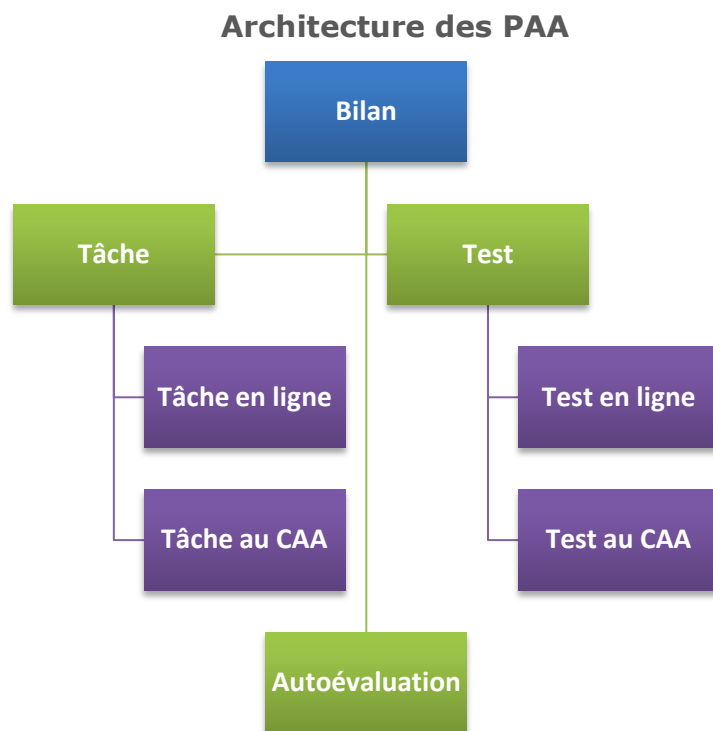 Architecture des PAA
Bilan
Tâche
Test
Tâche en ligne
Test en ligne
Tâche au CAA
Test au CAA
Autoévaluation